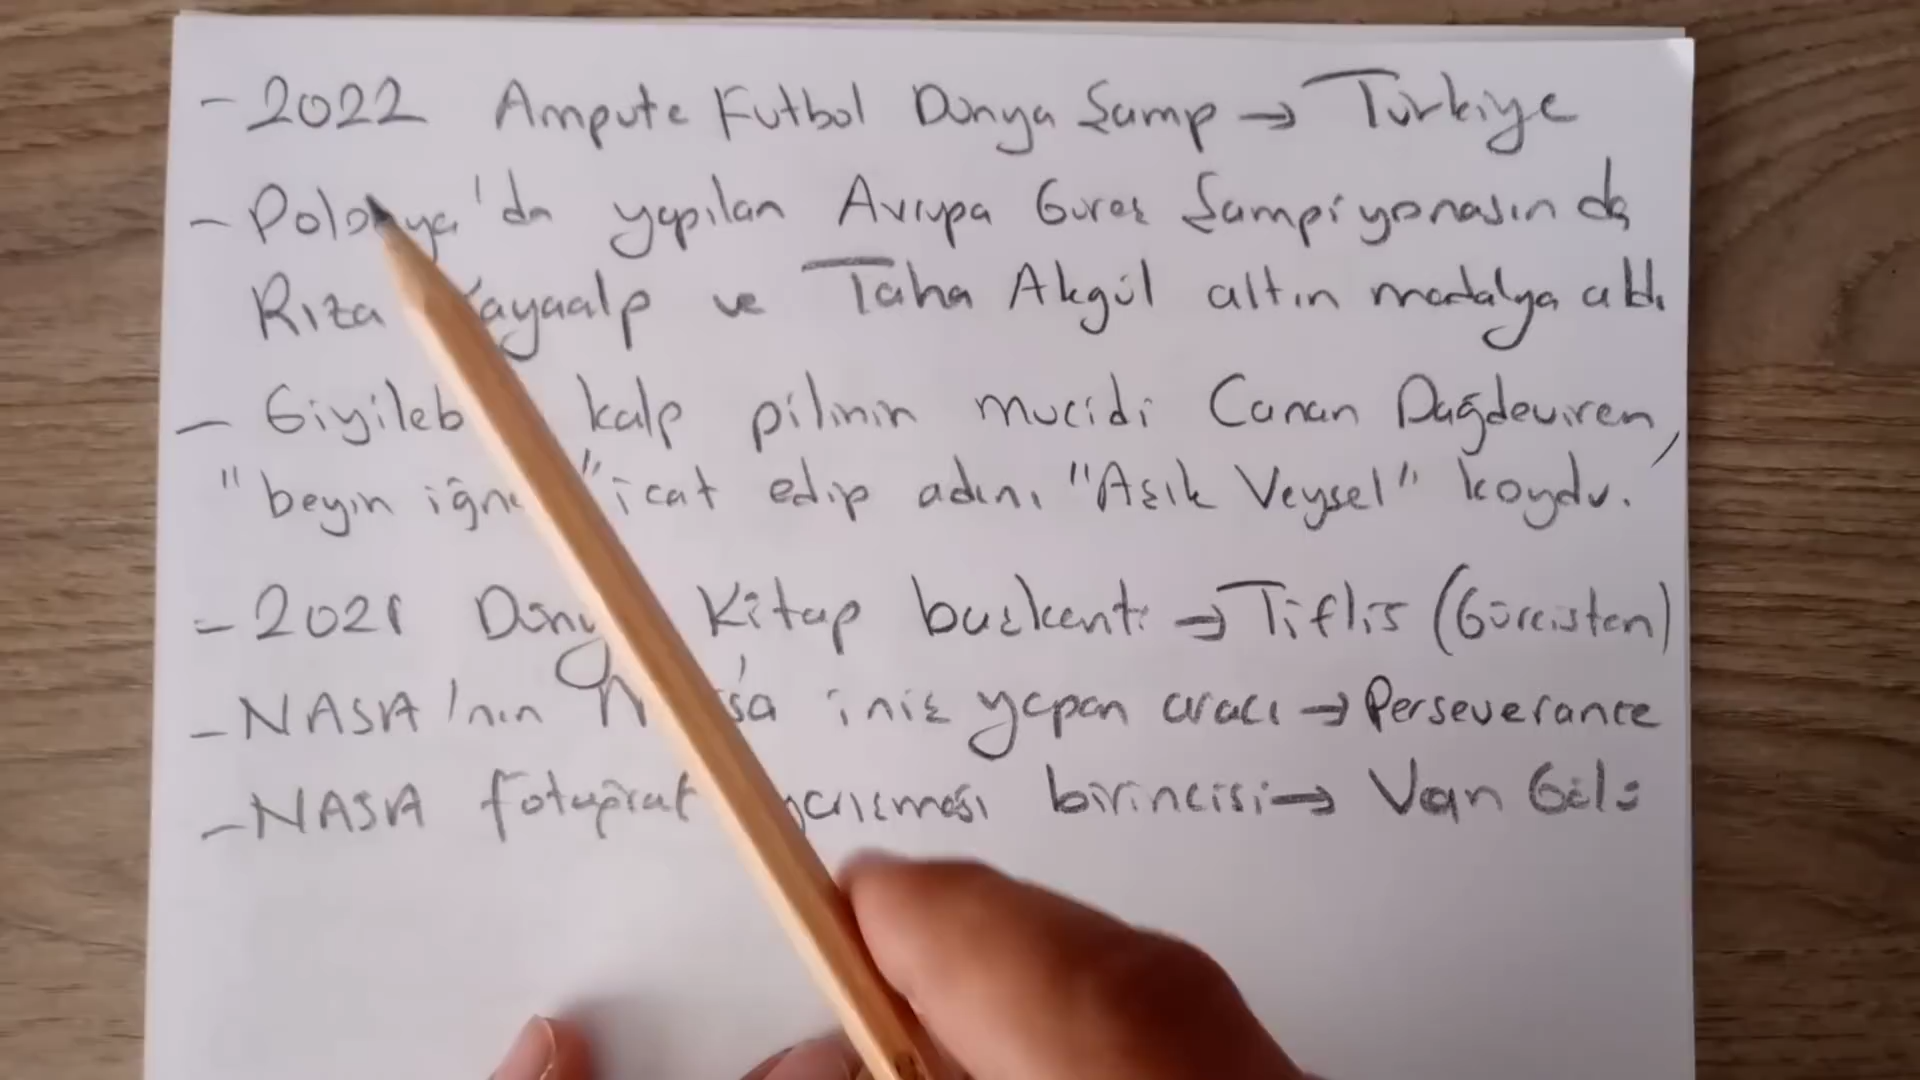 - 2022 Ampute Futbol Dünya Şamp → Türkiye
- Polonya'da yapılan Avrupa Güreş Şampiyonasında
Rıza Kayaalp ve Taha Akgül altın madalya aldı
- Giyileb kalp pilinin mucidi Canan Dağdeviren,
"beyin iğne" icat edip adını "Aşık Veysel" koydu.
- 2021 Dünya Kitap başkenti → Tiflis (Gürcistan)
- NASA'nın Mars'a iniş yapan aracı → Perseverance
- NASA fotoğraf yarışması birincisi → Van Gölü